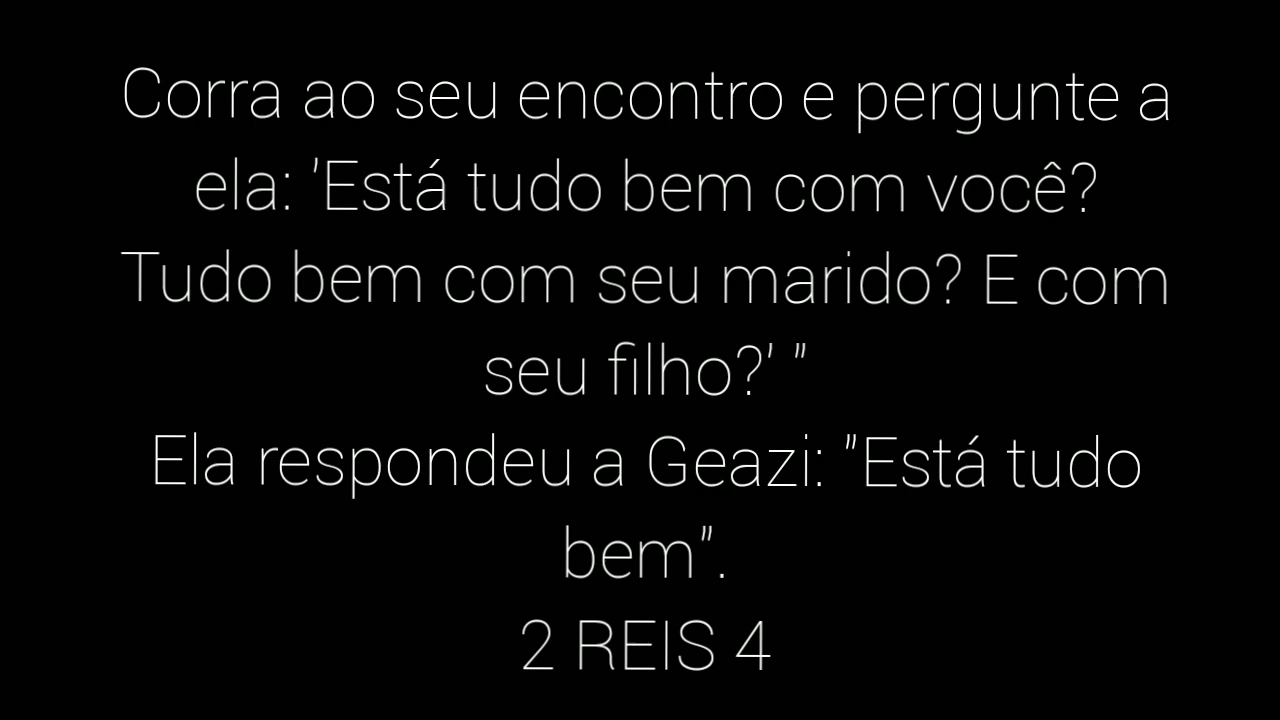 Corra ao seu encontro e pergunte a
ela: 'Está tudo bem com você?
Tudo bem com seu marido? E com
seu filho?' "
Ela respondeu a Geazi: "Está tudo
bem".
2 REIS 4